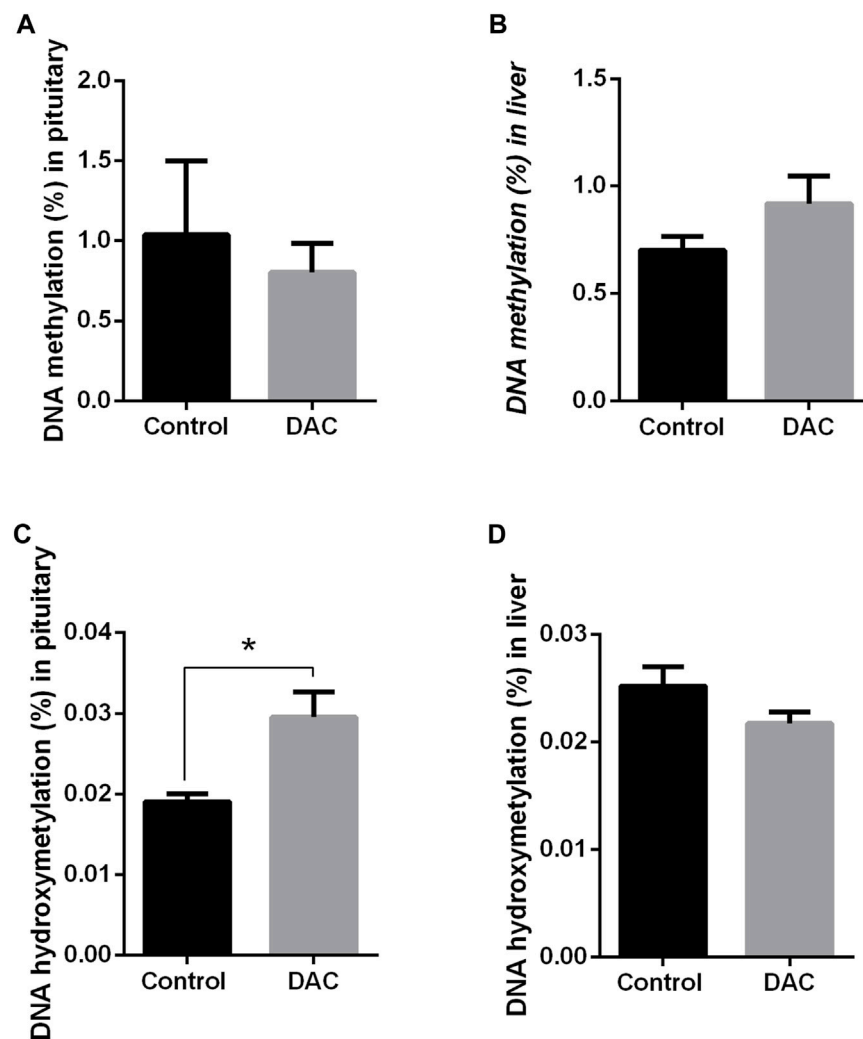 A
DNA methylation (%) in pituitary
2.0
1.5
1.0
0.5
0.0
Control DAC
B
DNA methylation (%) in liver
1.5
1.0
0.5
0.0
Control DAC
C
DNA hydroxymetylation (%) in pituitary
0.04
0.03
0.02
0.01
0.00
*
Control DAC
D
DNA hydroxymetylation (%) in liver
0.03
0.02
0.01
0.00
Control DAC